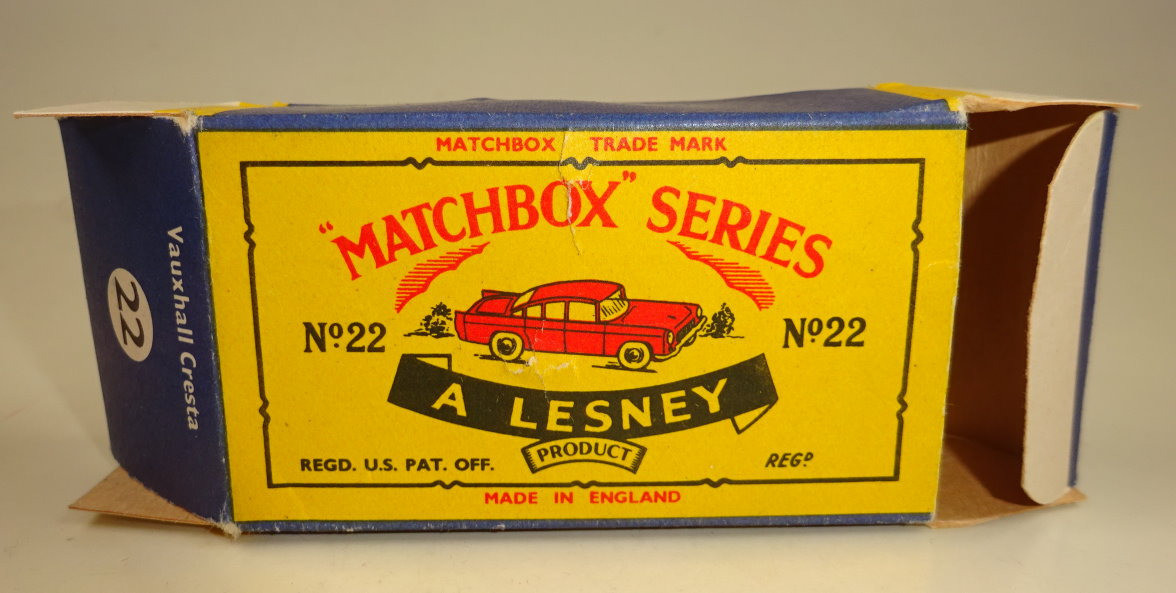 MATCHBOX TRADE MARK
"MATCHBOX" SERIES
Nº22
Nº22
A LESNEY
PRODUCT
REGD. U.S. PAT. OFF.
REGᴰ
MADE IN ENGLAND
Vauxhall Cresta
22